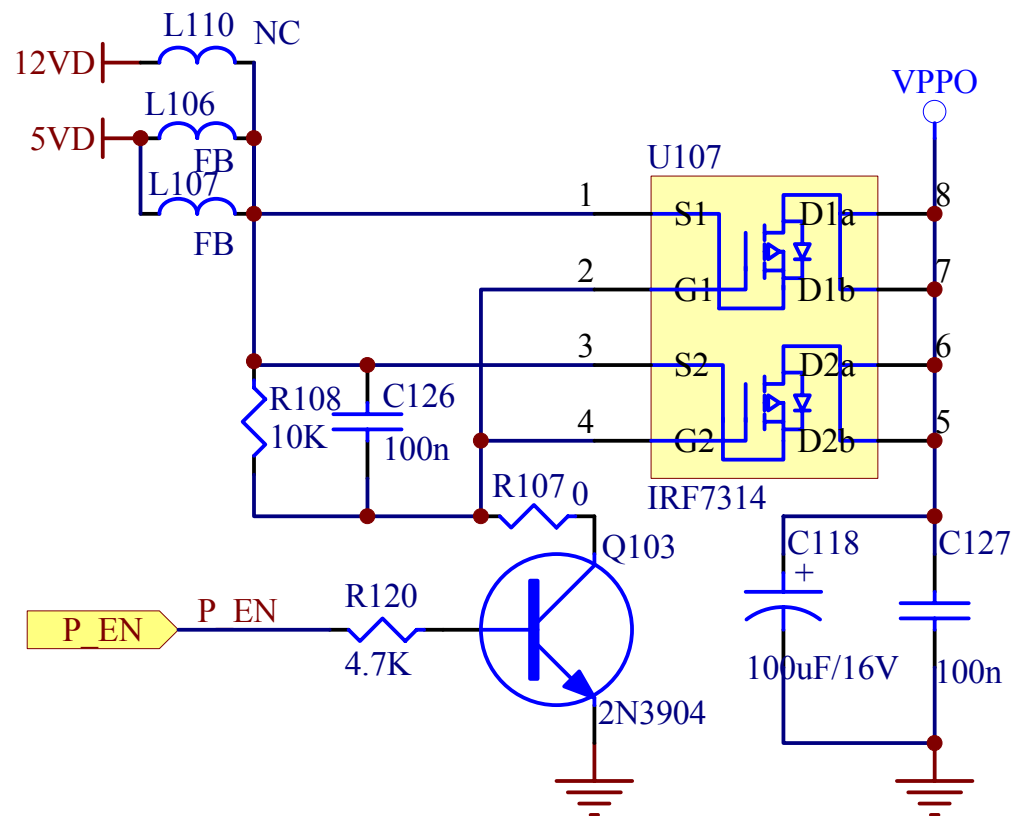 L110 NC
12VD
L106
5VD
FB
L107
FB
VPPO
U107
1 S1 D1a 8
2 G1 D1b 7
3 S2 D2a 6
4 G2 D2b 5
IRF7314
R108
10K
C126
100n
R107 0
Q103
C118
+
100uF/16V
C127
100n
P_EN
P_EN
R120
4.7K
2N3904